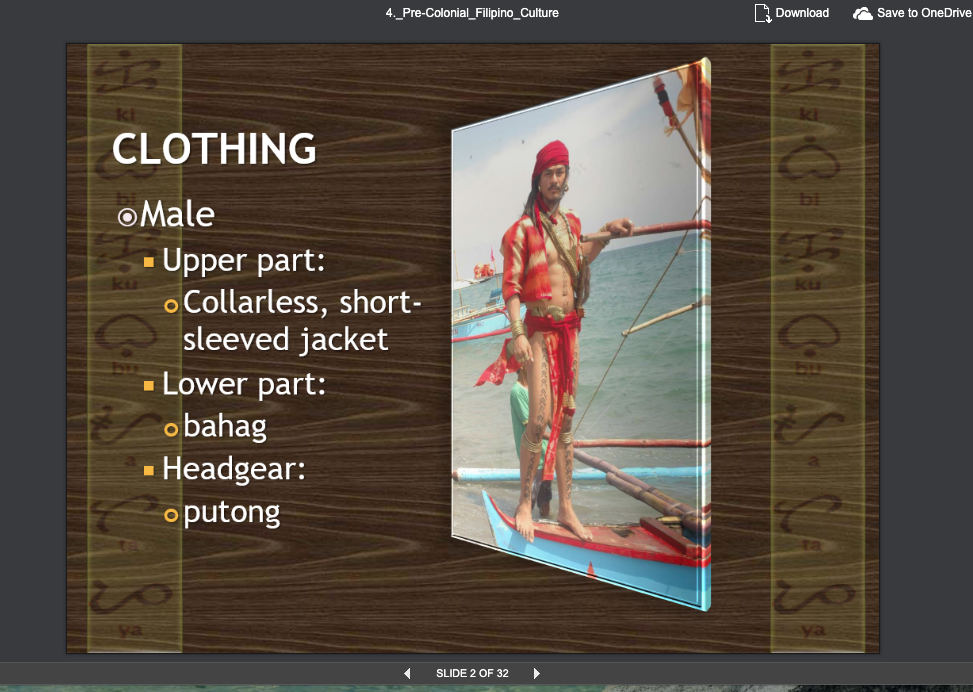 4._Pre-Colonial_Filipino_Culture
Download
Save to OneDrive
CLOTHING
Male
Upper part:
Collarless, short-
sleeved jacket
Lower part:
bahag
Headgear:
putong
ki
ku
bu
a
ta
ya
ki
bi
ku
bu
a
ta
ya
SLIDE 2 OF 32